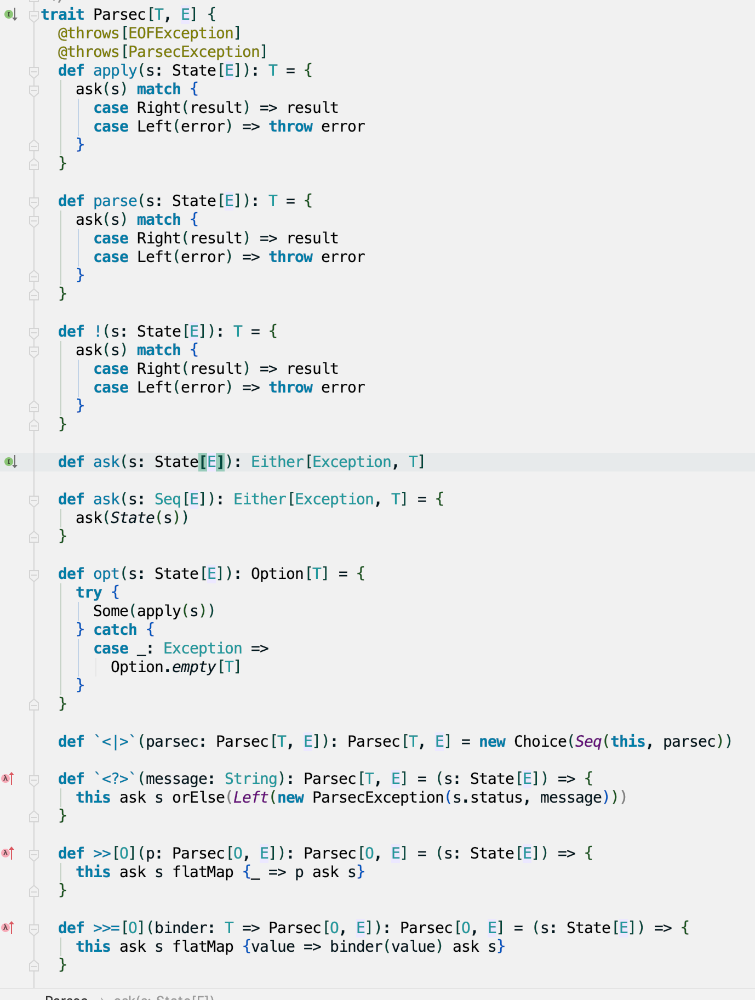 trait Parsec[T, E] {
  @throws[EOFException]
  @throws[ParsecException]
  def apply(s: State[E]): T = {
    ask(s) match {
      case Right(result) => result
      case Left(error) => throw error
    }
  }

  def parse(s: State[E]): T = {
    ask(s) match {
      case Right(result) => result
      case Left(error) => throw error
    }
  }

  def !(s: State[E]): T = {
    ask(s) match {
      case Right(result) => result
      case Left(error) => throw error
    }
  }

  def ask(s: State[E]): Either[Exception, T]

  def ask(s: Seq[E]): Either[Exception, T] = {
    ask(State(s))
  }

  def opt(s: State[E]): Option[T] = {
    try {
      Some(apply(s))
    } catch {
      case _: Exception =>
        Option.empty[T]
    }
  }

  def `<|>`(parsec: Parsec[T, E]): Parsec[T, E] = new Choice(Seq(this, parsec))

  def `<?>`(message: String): Parsec[T, E] = (s: State[E]) => {
    this ask s orElse(Left(new ParsecException(s.status, message)))
  }

  def >>[O](p: Parsec[O, E]): Parsec[O, E] = (s: State[E]) => {
    this ask s flatMap {_ => p ask s}
  }

  def >>=[O](binder: T => Parsec[O, E]): Parsec[O, E] = (s: State[E]) => {
    this ask s flatMap {value => binder(value) ask s}
  }
Parsec > ask(s: State[E])